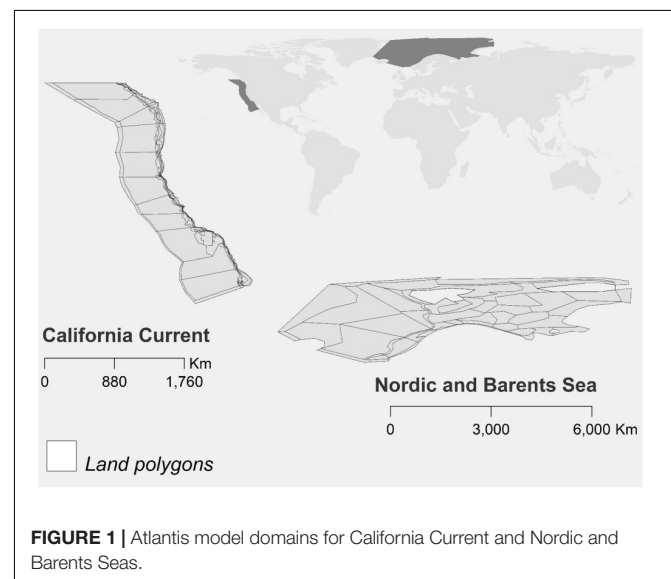 California Current
Km
0 880 1,760
Nordic and Barents Sea
0 3,000 6,000 Km
Land polygons
FIGURE 1 | Atlantis model domains for California Current and Nordic and
Barents Seas.